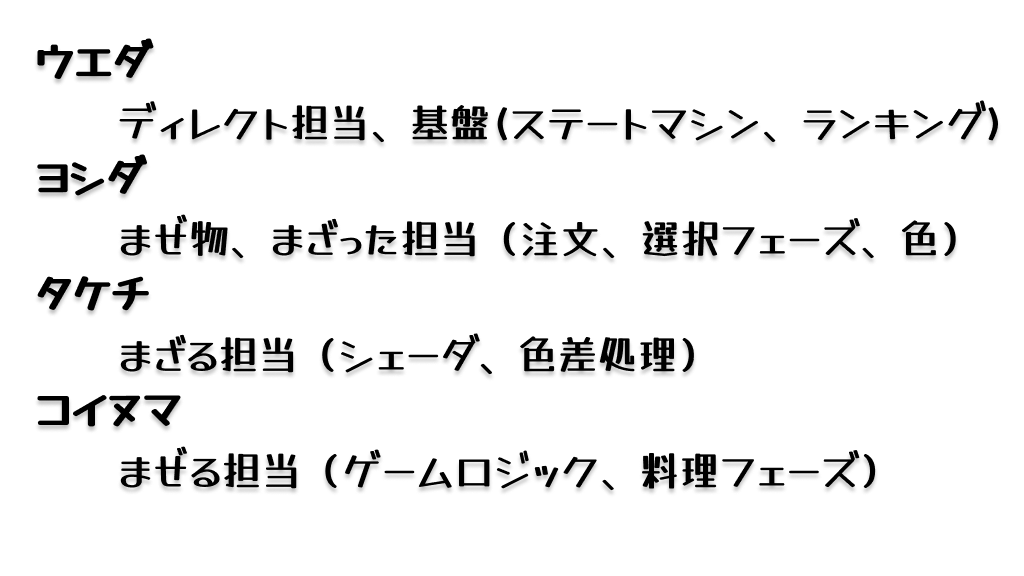 ウエダ
ディレクト担当、基盤(ステートマシン、ランキング)
ヨシダ
まぜ物、まざった担当（注文、選択フェーズ、色）
タケチ
まざる担当（シェーダ、色差処理）
コイヌマ
まぜる担当（ゲームロジック、料理フェーズ）